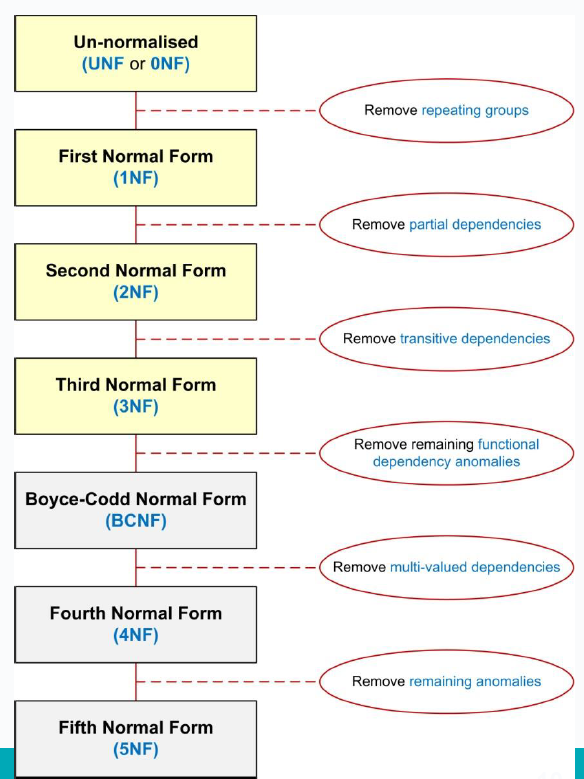 Un-normalised
(UNF or 0NF)
Remove repeating groups
First Normal Form
(1NF)
Remove partial dependencies
Second Normal Form
(2NF)
Remove transitive dependencies
Third Normal Form
(3NF)
Remove remaining functional
dependency anomalies
Boyce-Codd Normal Form
(BCNF)
Remove multi-valued dependencies
Fourth Normal Form
(4NF)
Remove remaining anomalies
Fifth Normal Form
(5NF)